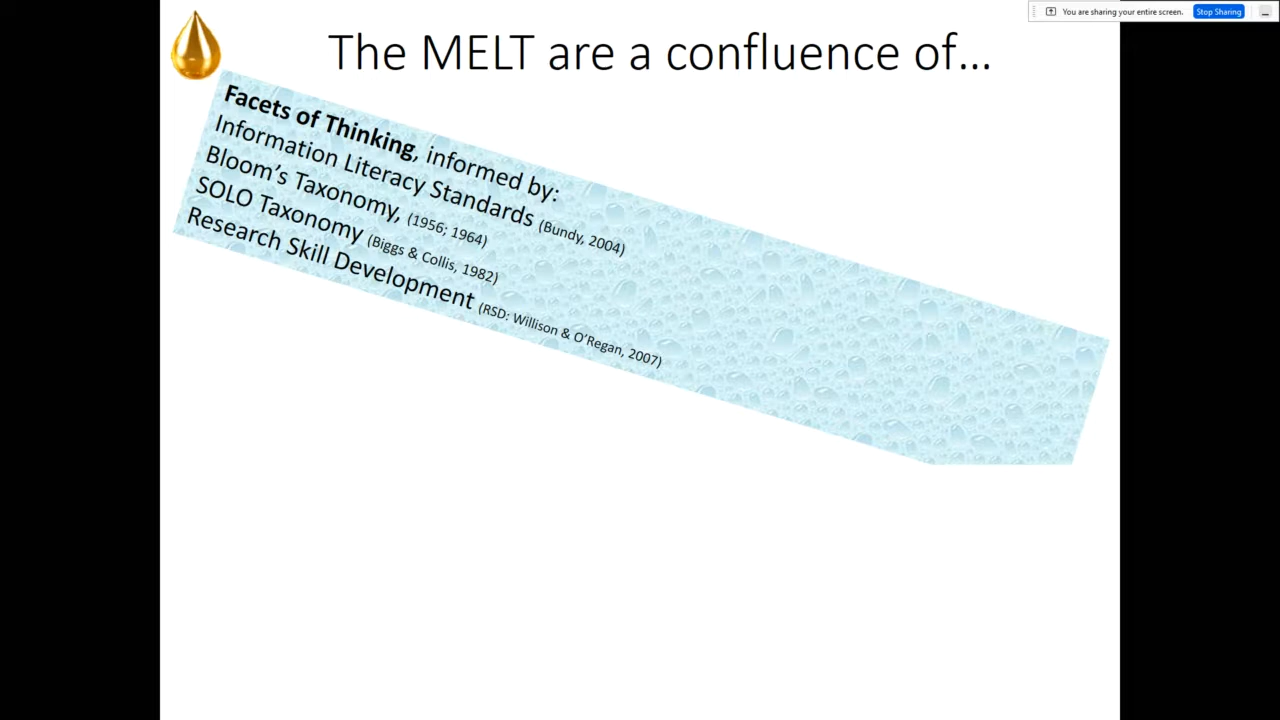 You are sharing your entire screen.
Stop Sharing
The MELT are a confluence of...
Facets of Thinking, informed by:
Information Literacy Standards (Bundy, 2004)
Bloom’s Taxonomy, (1956; 1964)
SOLO Taxonomy (Biggs & Collis, 1982)
Research Skill Development (RSD: Willison & O’Regan, 2007)